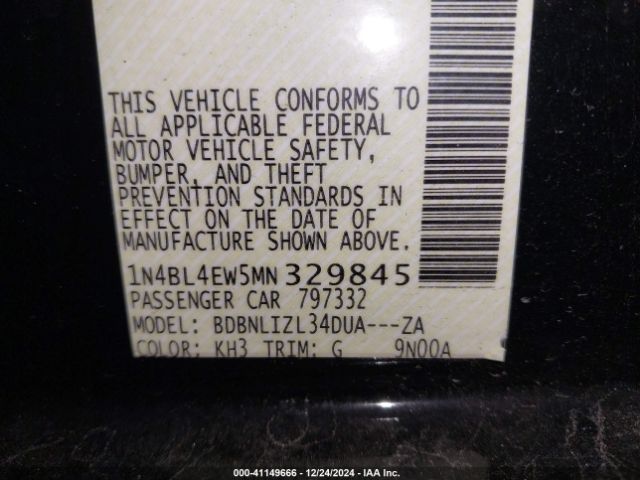 THIS VEHICLE CONFORMS TO
ALL APPLICABLE FEDERAL
MOTOR VEHICLE SAFETY,
BUMPER, AND THEFT
PREVENTION STANDARDS IN
EFFECT ON THE DATE OF
MANUFACTURE SHOWN ABOVE.
1N4BL4EW5MN 329845
PASSENGER CAR 797332
MODEL: BDBNLIZL34DUA---ZA
COLOR: KH3 TRIM: G 9N00A
000-41149666 • 12/24/2024 • IAA Inc.